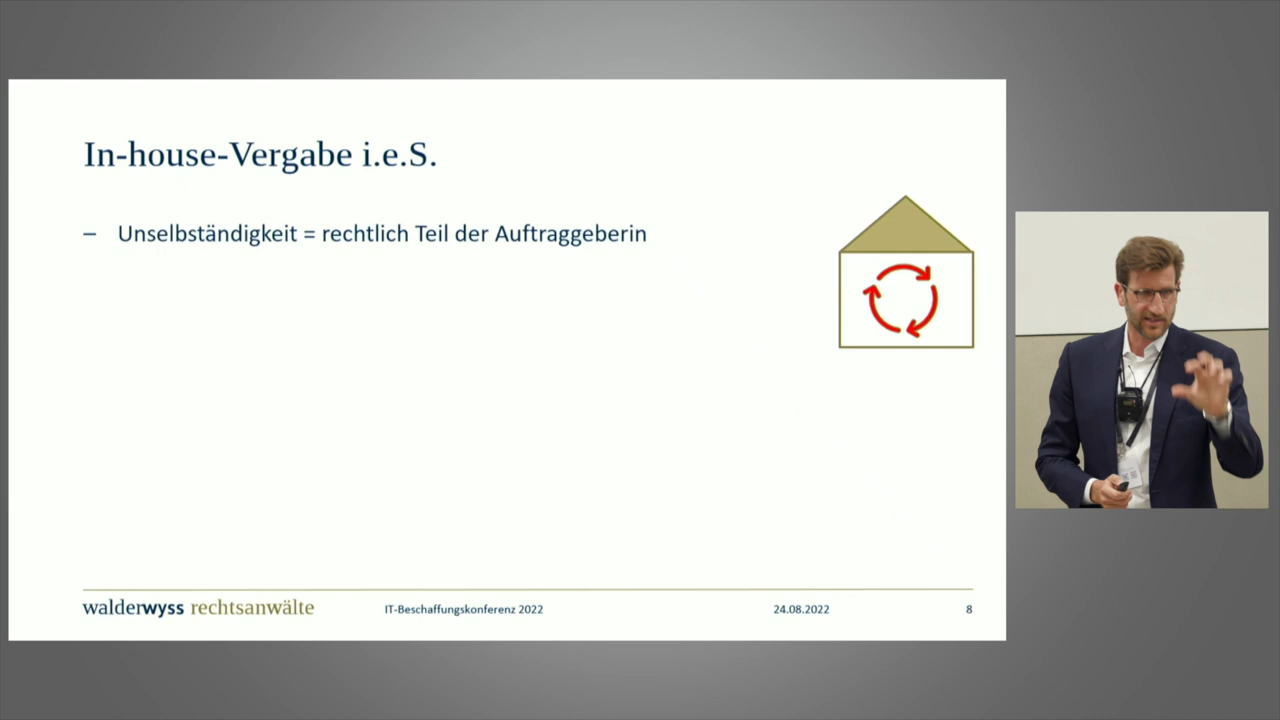 In-house-Vergabe i.e.S.
– Unselbständigkeit = rechtlich Teil der Auftraggeberin
walderwyss rechtsanwälte IT-Beschaffungskonferenz 2022 24.08.2022 8